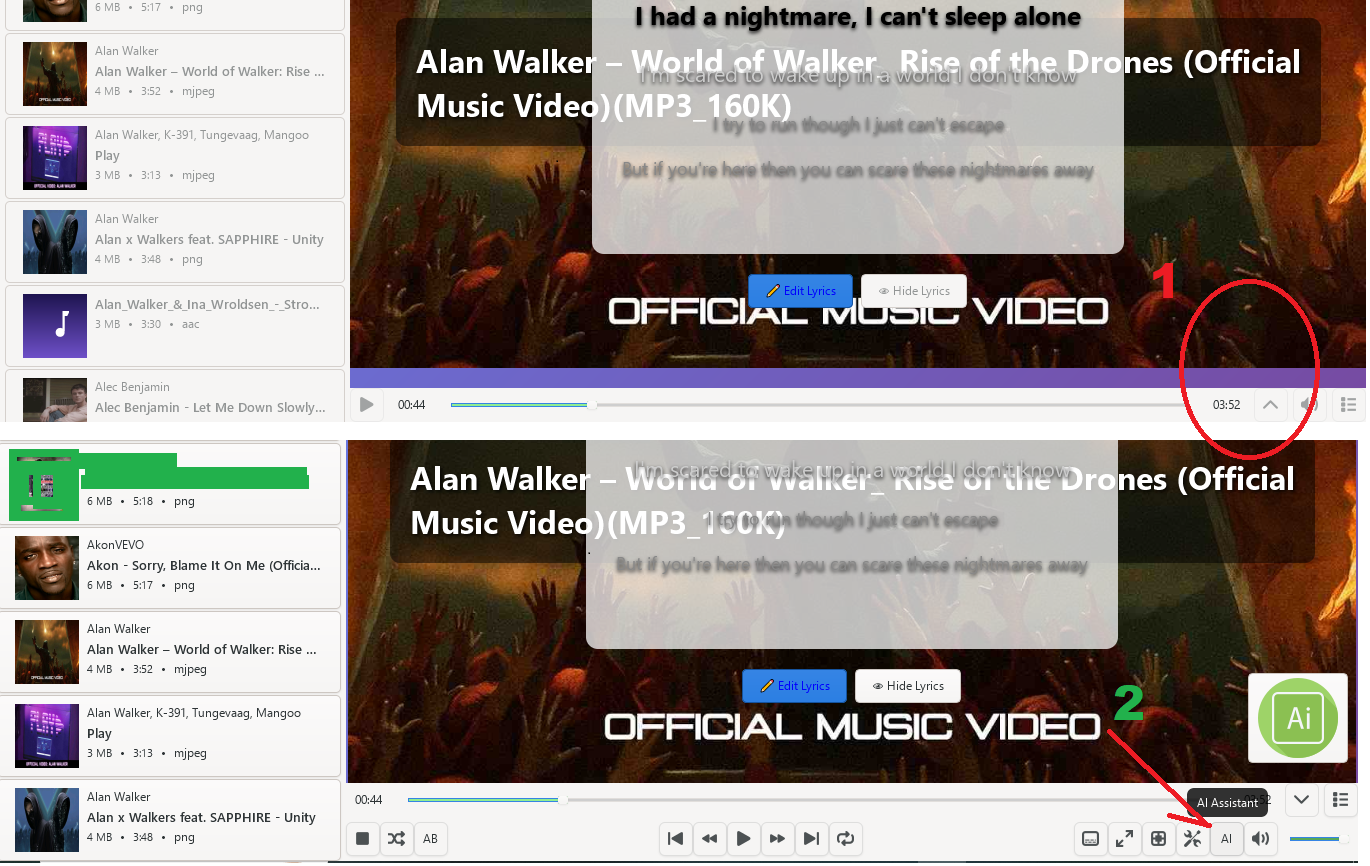 6 MB • 5:17 • png
Alan Walker
Alan Walker – World of Walker: Rise ...
4 MB • 3:52 • mjpeg
Alan Walker, K-391, Tungevaag, Mangoo
Play
3 MB • 3:13 • mjpeg
Alan Walker
Alan x Walkers feat. SAPPHIRE - Unity
4 MB • 3:48 • png
Alan_Walker_&_Ina_Wroldsen_-_Stro...
3 MB • 3:30 • aac
Alec Benjamin
Alec Benjamin - Let Me Down Slowly...
I had a nightmare, I can't sleep alone
Alan Walker – World of Walker_ Rise of the Drones (Official
Music Video)(MP3_160K)
I'm scared to wake up in a world I don't know
I try to run though I just can't escape
But if you're here then you can scare these nightmares away
1
Edit Lyrics
Hide Lyrics
OFFICIAL MUSIC VIDEO
00:44
03:52
6 MB • 5:18 • png
AkonVEVO
Akon - Sorry, Blame It On Me (Officia...
6 MB • 5:17 • png
Alan Walker
Alan Walker – World of Walker: Rise ...
4 MB • 3:52 • mjpeg
Alan Walker, K-391, Tungevaag, Mangoo
Play
3 MB • 3:13 • mjpeg
Alan Walker
Alan x Walkers feat. SAPPHIRE - Unity
4 MB • 3:48 • png
I'm scared to wake up in a world I don't know
Alan Walker – World of Walker_ Rise of the Drones (Official
Music Video)(MP3_160K)
I try to run though I just can't escape
But if you're here then you can scare these nightmares away
Edit Lyrics
Hide Lyrics
2
OFFICIAL MUSIC VIDEO
Ai
00:44
AI Assistant
AB
AI